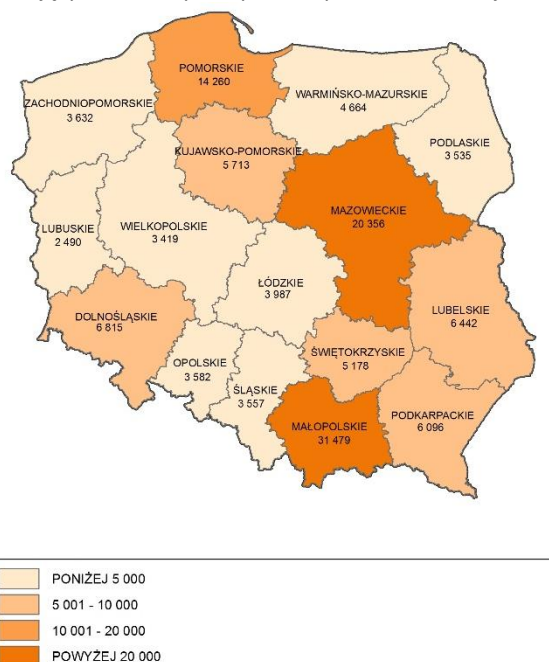 POMORSKIE
14 260
WARMIŃSKO-MAZURSKIE
4 664
ZACHODNIOPOMORSKIE
3 632
PODLASKIE
3 535
KUJAWSKO-POMORSKIE
5 713
MAZOWIECKIE
20 356
LUBUSKIE
2 490
WIELKOPOLSKIE
3 419
ŁÓDZKIE
3 987
LUBELSKIE
6 442
DOLNOŚLĄSKIE
6 815
ŚWIĘTOKRZYSKIE
5 178
OPOLSKIE
3 582
ŚLĄSKIE
3 557
MAŁOPOLSKIE
31 479
PODKARPACKIE
6 096
PONIŻEJ 5 000
5 001 - 10 000
10 001 - 20 000
POWYŻEJ 20 000